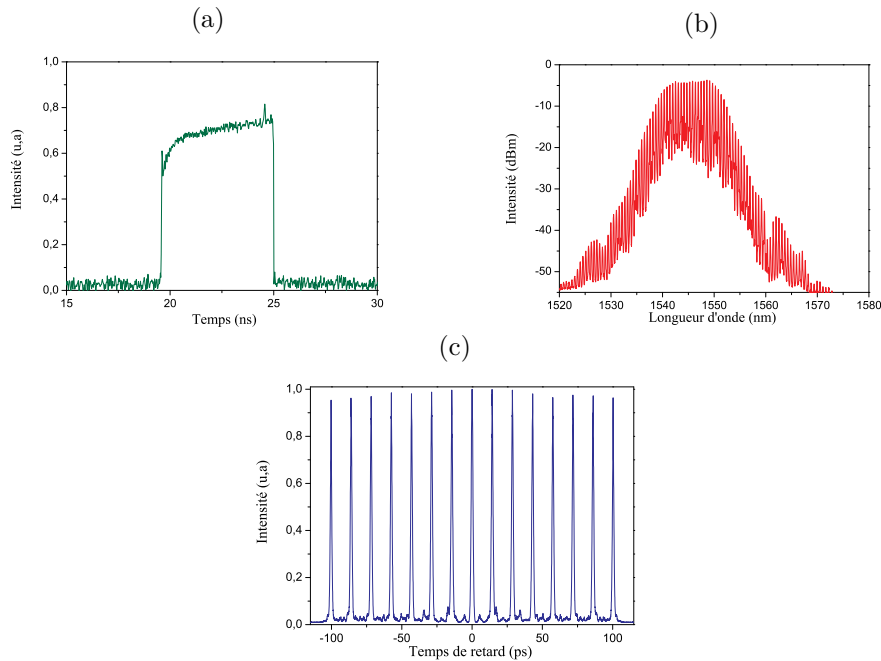 (a)
1,0
0,8
0,6
0,4
0,2
0,0
Intensité (u,a)
15 20 25 30
Temps (ns)
(b)
0
-10
-20
-30
-40
-50
Intensité (dBm)
1520 1530 1540 1550 1560 1570 1580
Longueur d'onde (nm)
(c)
1,0
0,8
0,6
0,4
0,2
0,0
Intensité (u,a)
-100 -50 0 50 100
Temps de retard (ps)